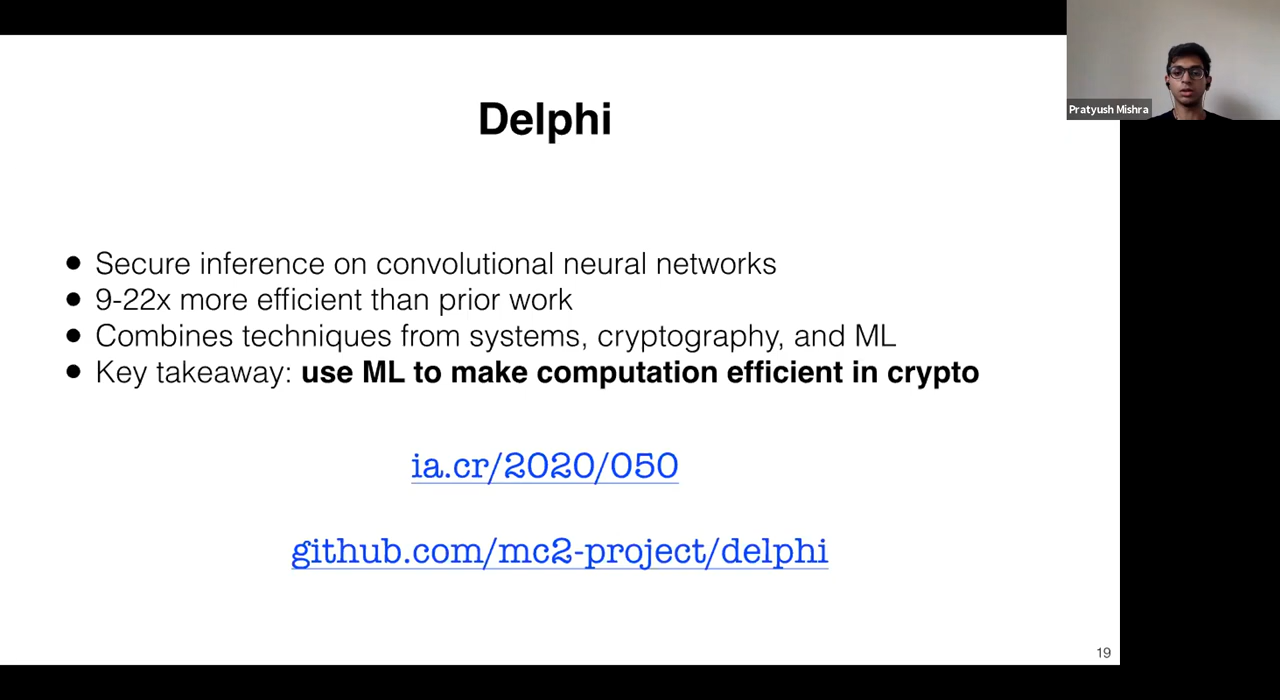 Pratyush Mishra
Delphi
● Secure inference on convolutional neural networks
● 9-22x more efficient than prior work
● Combines techniques from systems, cryptography, and ML
● Key takeaway: use ML to make computation efficient in crypto
ia.cr/2020/050
github.com/mc2-project/delphi
19